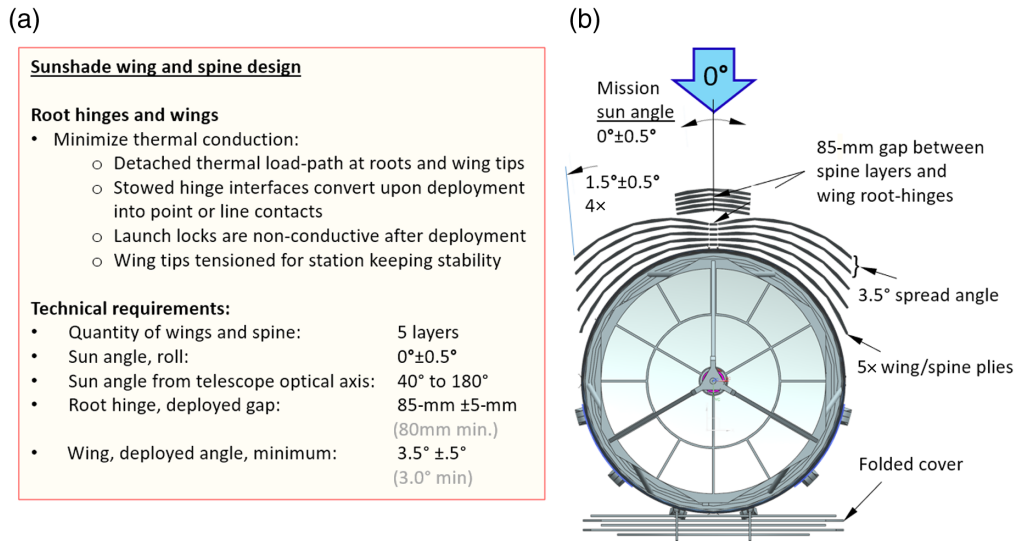 (a)
Sunshade wing and spine design
Root hinges and wings
• Minimize thermal conduction:
o Detached thermal load-path at roots and wing tips
o Stowed hinge interfaces convert upon deployment
into point or line contacts
o Launch locks are non-conductive after deployment
o Wing tips tensioned for station keeping stability
Technical requirements:
• Quantity of wings and spine: 5 layers
• Sun angle, roll: 0°±0.5°
• Sun angle from telescope optical axis: 40° to 180°
• Root hinge, deployed gap: 85-mm ±5-mm
(80mm min.)
• Wing, deployed angle, minimum: 3.5° ±.5°
(3.0° min)
(b)
0°
Mission
sun angle
0°±0.5°
85-mm gap between
spine layers and
wing root-hinges
1.5°±0.5°
4×
3.5° spread angle
5× wing/spine plies
Folded cover